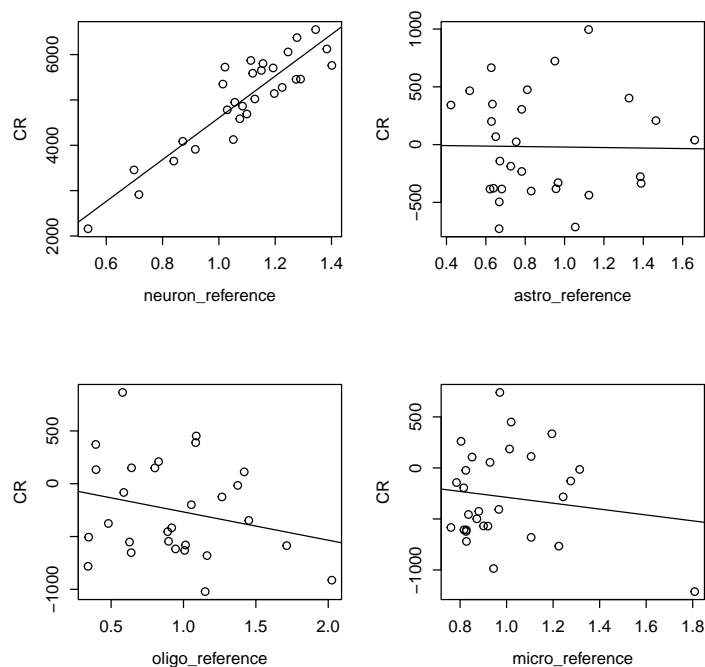 CR
6000
4000
2000
0.6 0.8 1.0 1.2 1.4
neuron_reference
CR
1000
500
0
−500
0.4 0.6 0.8 1.0 1.2 1.4 1.6
astro_reference
CR
500
0
−1000
0.5 1.0 1.5 2.0
oligo_reference
CR
500
0
−1000
0.8 1.0 1.2 1.4 1.6 1.8
micro_reference